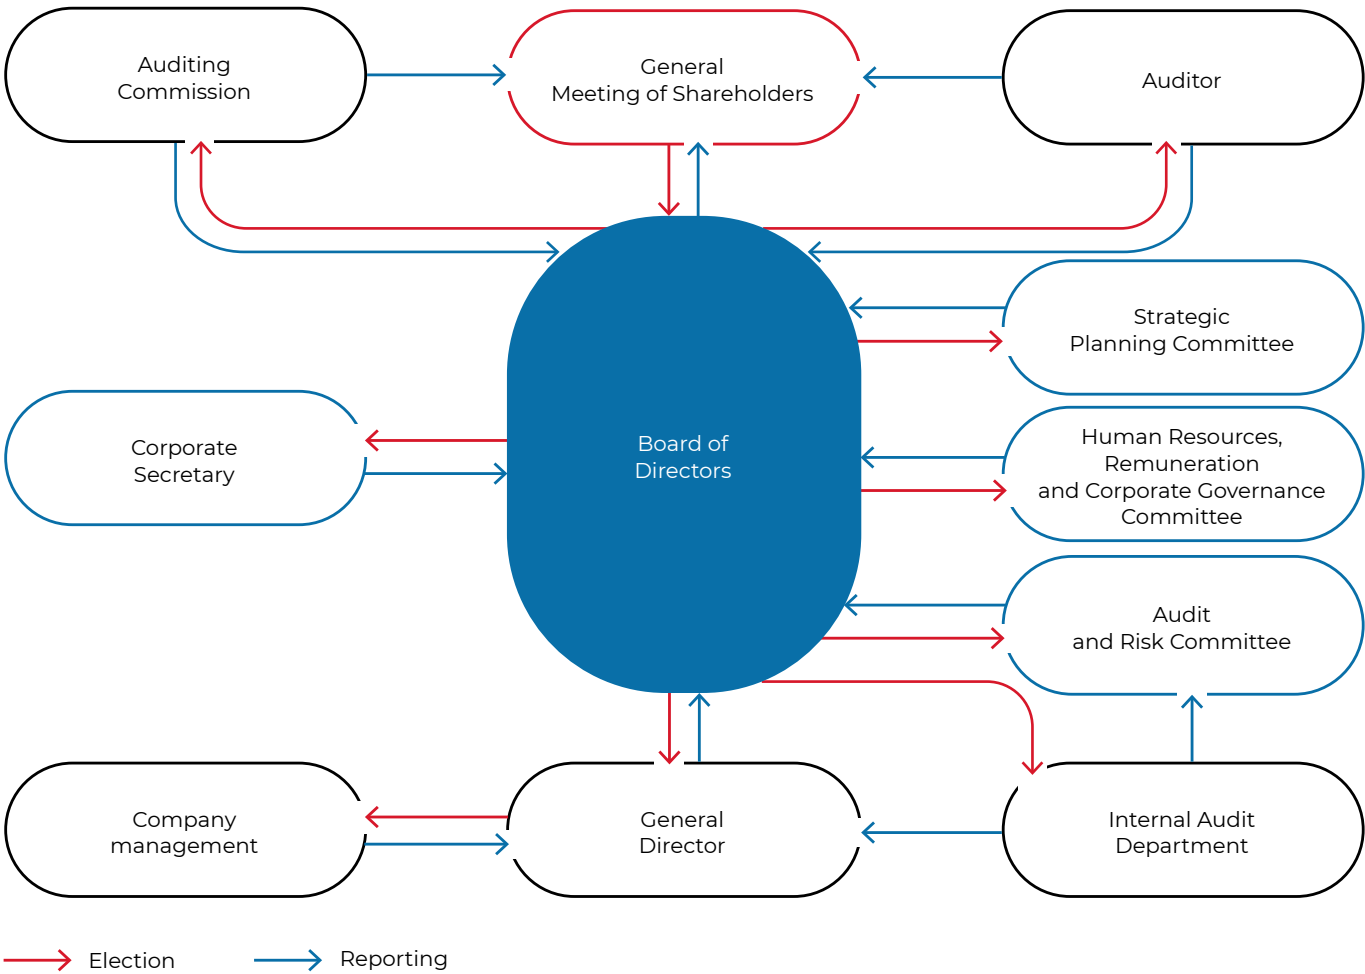 Auditing
Commission
General
Meeting of Shareholders
Auditor
Strategic
Planning Committee
Corporate
Secretary
Board of
Directors
Human Resources,
Remuneration
and Corporate Governance
Committee
Audit
and Risk Committee
Company
management
General
Director
Internal Audit
Department
Election
Reporting